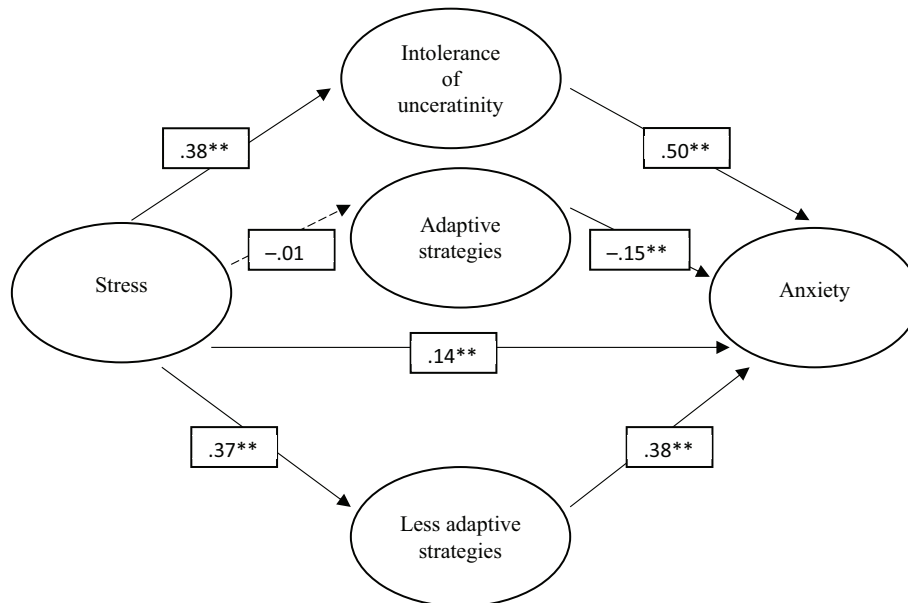 Intolerance
of
unceratinity
.38**
.50**
Adaptive
strategies
–.01
–.15**
Stress
Anxiety
.14**
.37**
.38**
Less adaptive
strategies